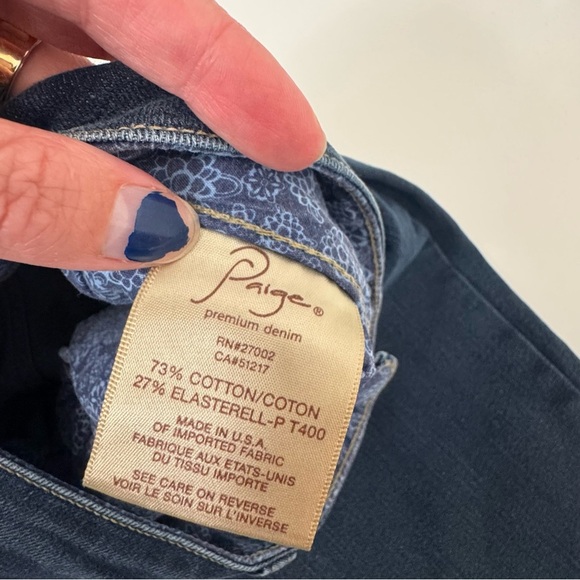 Paige®
premium denim
RN#27002
CA#51217
73% COTTON/COTON
27% ELASTERELL-P T400
MADE IN U.S.A.
OF IMPORTED FABRIC
FABRIQUE AUX ETATS-UNIS
DU TISSU IMPORTE
SEE CARE ON REVERSE
VOIR LE SOIN SUR L'INVERSE